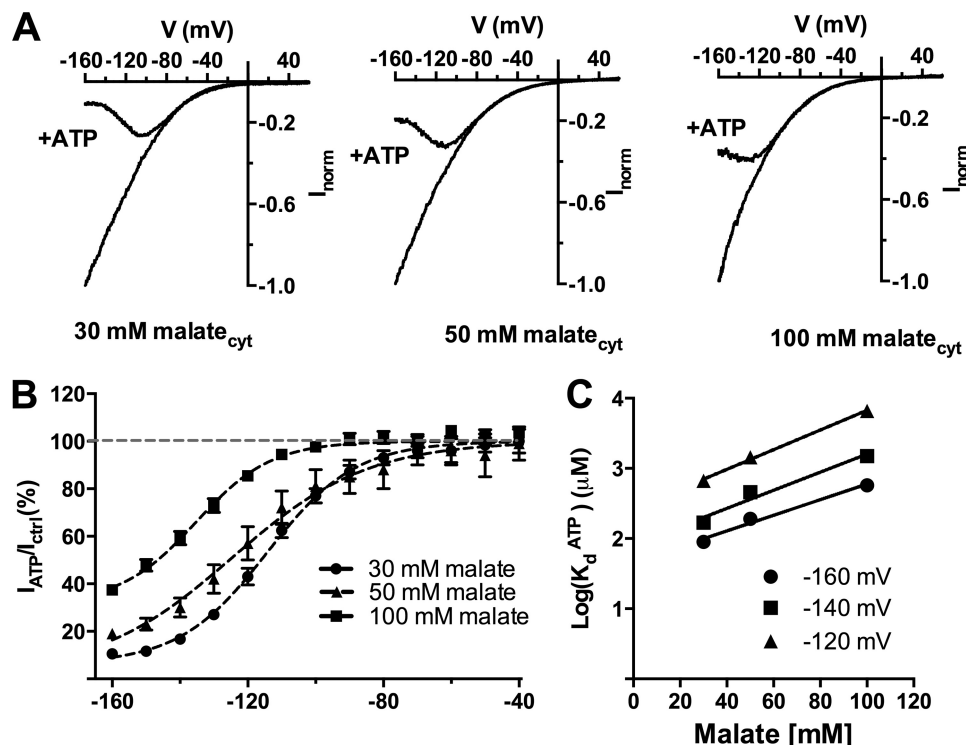 A
V (mV)
-160 -120 -80 -40 40
+ATP
-0.2
-0.6
-1.0
I_norm
30 mM malate_cyt
V (mV)
-160 -120 -80 -40 40
+ATP
-0.2
-0.6
-1.0
I_norm
50 mM malate_cyt
V (mV)
-160 -120 -80 -40 40
+ATP
-0.2
-0.6
-1.0
I_norm
100 mM malate_cyt
B
I_ATP/I_ctrl(%)
120
100
80
60
40
20
-160 -120 -80 -40
30 mM malate
50 mM malate
100 mM malate
C
Log(K_d^ATP) (μM)
4
3
2
1
0 20 40 60 80 100 120
Malate [mM]
-160 mV
-140 mV
-120 mV